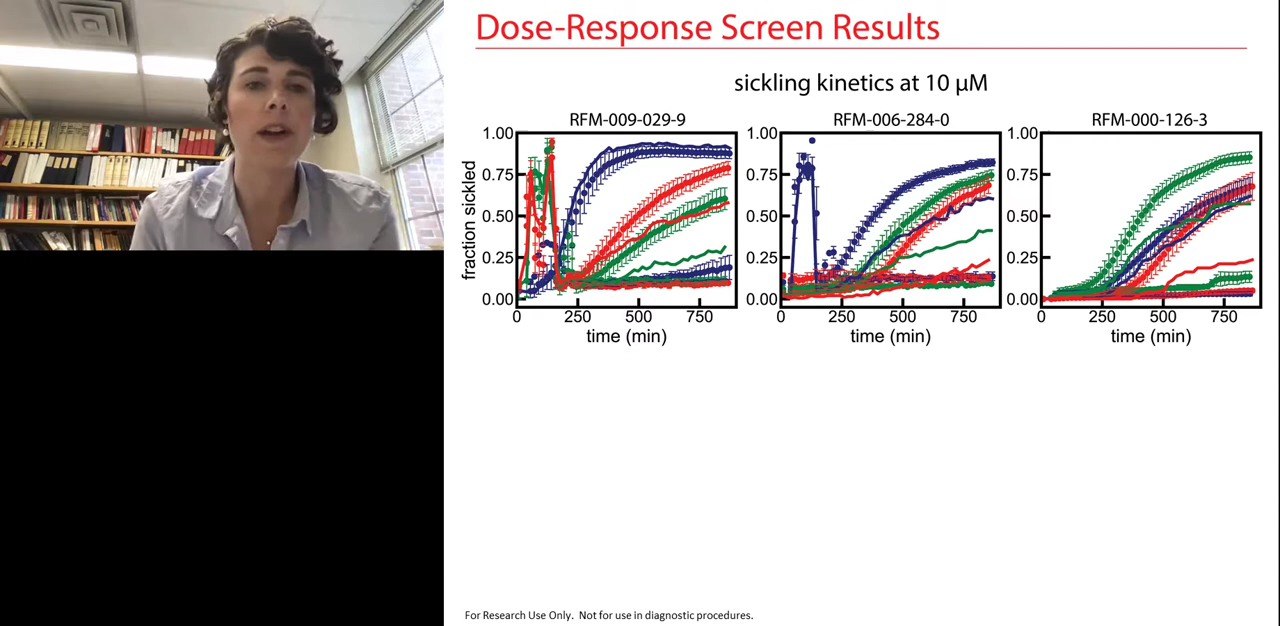 Dose-Response Screen Results
sickling kinetics at 10 µM
RFM-009-029-9
RFM-006-284-0
RFM-000-126-3
fraction sickled
1.00
0.75
0.50
0.25
0.00
0
250
500
750
time (min)
1.00
0.75
0.50
0.25
0.00
0
250
500
750
time (min)
1.00
0.75
0.50
0.25
0.00
0
250
500
750
time (min)
For Research Use Only. Not for use in diagnostic procedures.